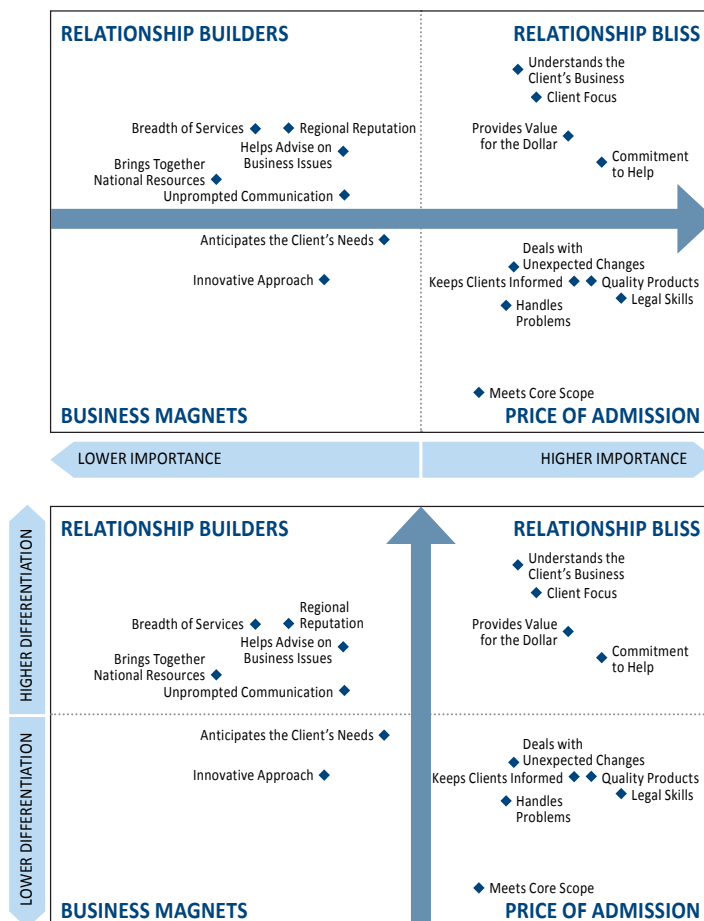 RELATIONSHIP BUILDERS
RELATIONSHIP BLISS
Understands the
Client's Business
Client Focus
Breadth of Services
Regional Reputation
Provides Value
for the Dollar
Helps Advise on
Business Issues
Commitment
to Help
Brings Together
National Resources
Unprompted Communication
Anticipates the Client's Needs
Deals with
Unexpected Changes
Innovative Approach
Keeps Clients Informed
Quality Products
Legal Skills
Handles
Problems
Meets Core Scope
BUSINESS MAGNETS
PRICE OF ADMISSION
LOWER IMPORTANCE
HIGHER IMPORTANCE
HIGHER DIFFERENTIATION
LOWER DIFFERENTIATION
RELATIONSHIP BUILDERS
RELATIONSHIP BLISS
Understands the
Client's Business
Client Focus
Breadth of Services
Regional
Reputation
Provides Value
for the Dollar
Helps Advise on
Business Issues
Commitment
to Help
Brings Together
National Resources
Unprompted Communication
Anticipates the Client's Needs
Deals with
Unexpected Changes
Innovative Approach
Keeps Clients Informed
Quality Products
Legal Skills
Handles
Problems
Meets Core Scope
BUSINESS MAGNETS
PRICE OF ADMISSION